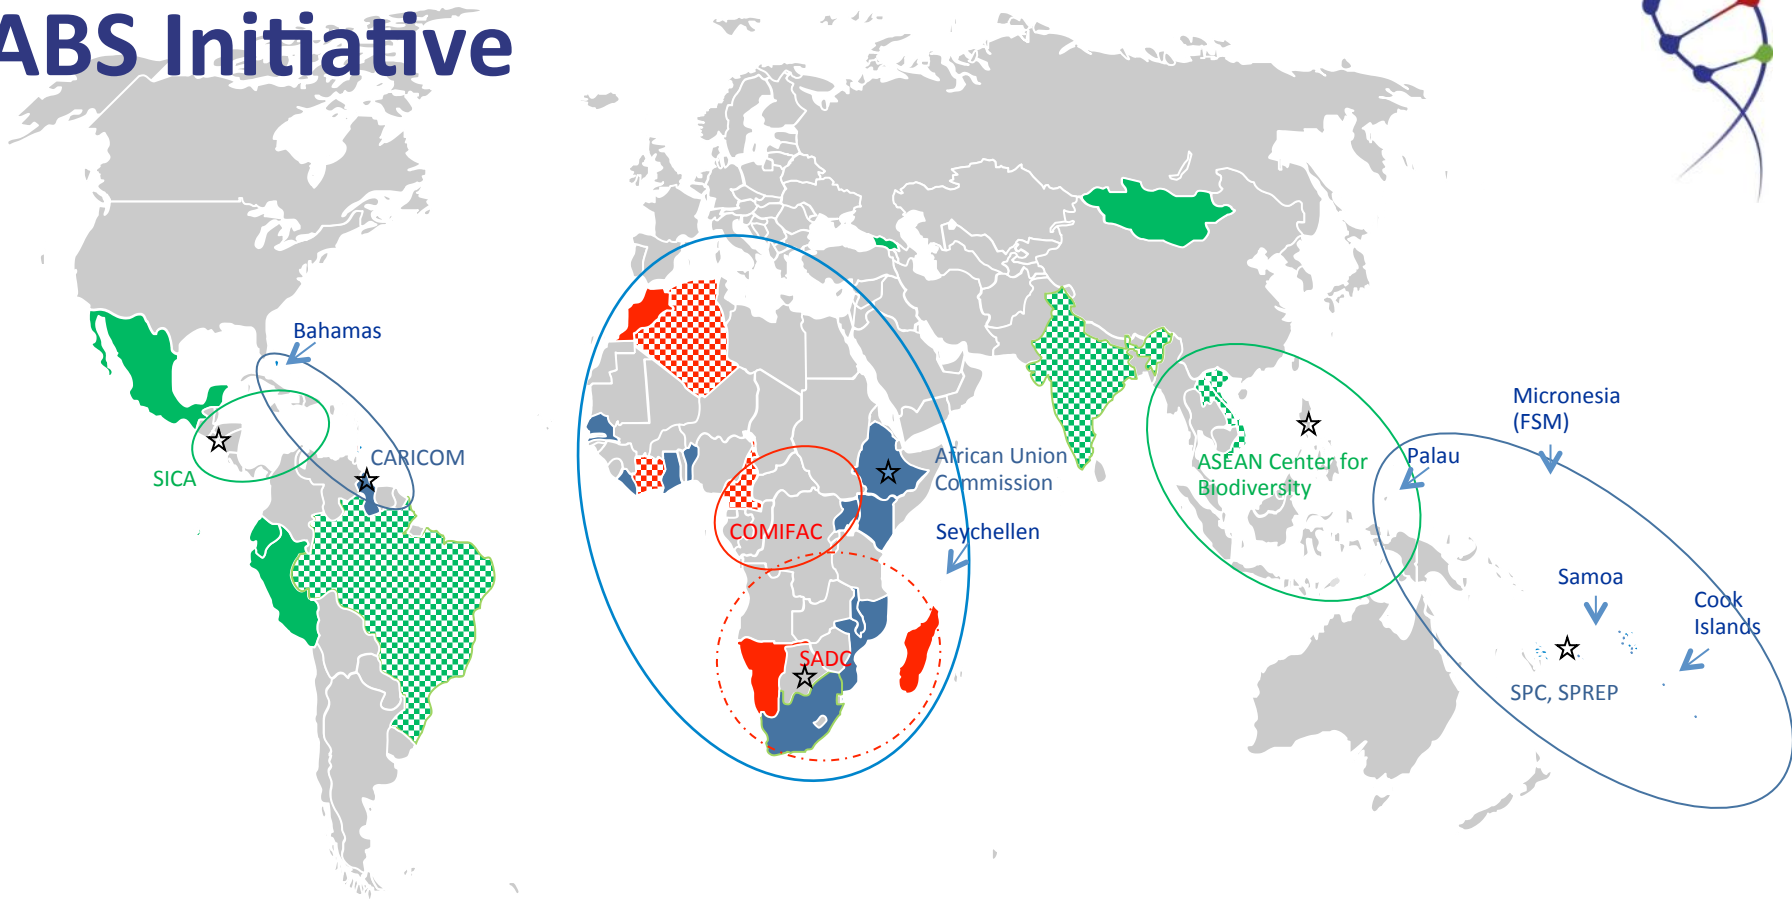 ABS Initiative
Bahamas
CARICOM
SICA
African Union
Commission
COMIFAC
Seychellen
SADC
ASEAN Center for
Biodiversity
Micronesia
(FSM)
Palau
Samoa
Cook
Islands
SPC, SPREP